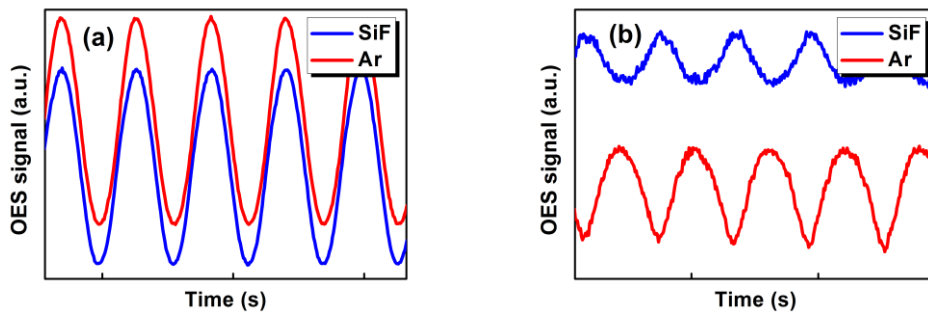 (a)
SiF
Ar
OES signal (a.u.)
Time (s)
(b)
SiF
Ar
OES signal (a.u.)
Time (s)